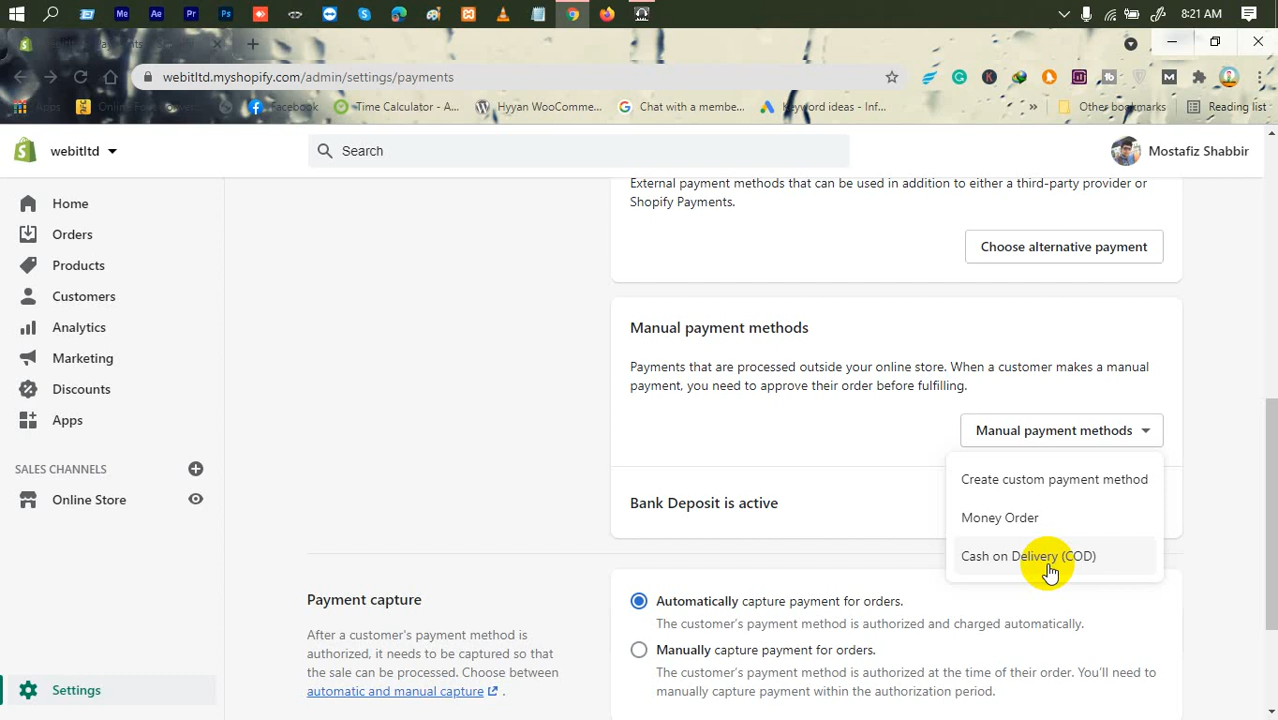 8:21 AM
webitltd.myshopify.com/admin/settings/payments
Apps
Facebook
Time Calculator - A...
Hyyan WooComme...
Chat with a membe...
Keyword ideas - Inf...
»
Other bookmarks
Reading list
webitltd
Search
Mostafiz Shabbir
Home
Orders
Products
Customers
Analytics
Marketing
Discounts
Apps
SALES CHANNELS
Online Store
Settings
External payment methods that can be used in addition to either a third-party provider or
Shopify Payments.
Choose alternative payment
Manual payment methods
Payments that are processed outside your online store. When a customer makes a manual
payment, you need to approve their order before fulfilling.
Manual payment methods
Create custom payment method
Money Order
Cash on Delivery (COD)
Bank Deposit is active
Payment capture
After a customer's payment method is
authorized, it needs to be captured so that
the sale can be processed. Choose between
automatic and manual capture .
Automatically capture payment for orders.
The customer's payment method is authorized and charged automatically.
Manually capture payment for orders.
The customer's payment method is authorized at the time of their order. You'll need to
manually capture payment within the authorization period.